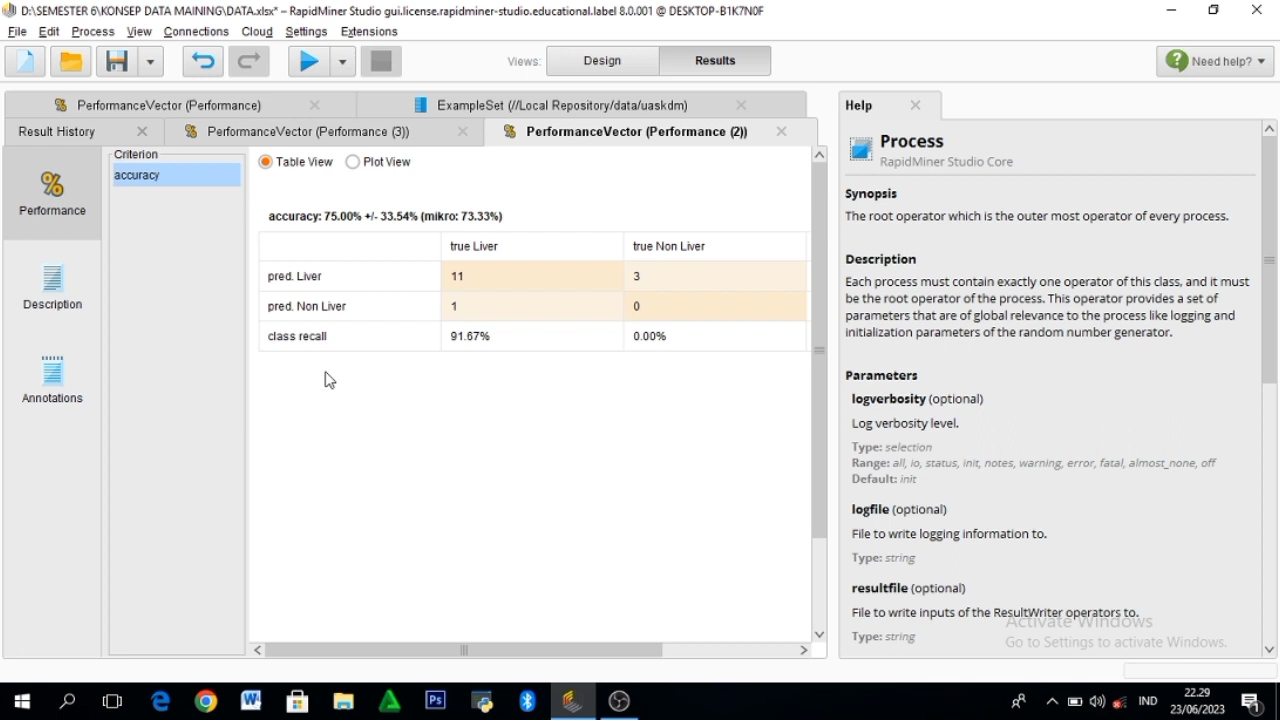 D:\SEMESTER 6\KONSEP DATA MAINING\DATA.xlsx* – RapidMiner Studio gui.license.rapidminer-studio.educational.label 8.0.001 @ DESKTOP-B1K7N0F
File Edit Process View Connections Cloud Settings Extensions
Views: Design Results Need help?
PerformanceVector (Performance) ExampleSet (//Local Repository/data/uaskdm)
Result History PerformanceVector (Performance (3)) PerformanceVector (Performance (2))
Criterion
accuracy
Table View Plot View
% 
Performance
Description
Annotations
accuracy: 75.00% +/- 33.54% (mikro: 73.33%)
true Liver true Non Liver
pred. Liver 11 3
pred. Non Liver 1 0
class recall 91.67% 0.00%
Help
Process
RapidMiner Studio Core
Synopsis
The root operator which is the outer most operator of every process.
Description
Each process must contain exactly one operator of this class, and it must
be the root operator of the process. This operator provides a set of
parameters that are of global relevance to the process like logging and
initialization parameters of the random number generator.
Parameters
logverbosity (optional)
Log verbosity level.
Type: selection
Range: all, io, status, init, notes, warning, error, fatal, almost_none, off
Default: init
logfile (optional)
File to write logging information to.
Type: string
resultfile (optional)
File to write inputs of the ResultWriter operators to.
Type: string
Activate Windows
Go to Settings to activate Windows.
IND
22.29
23/06/2023
1